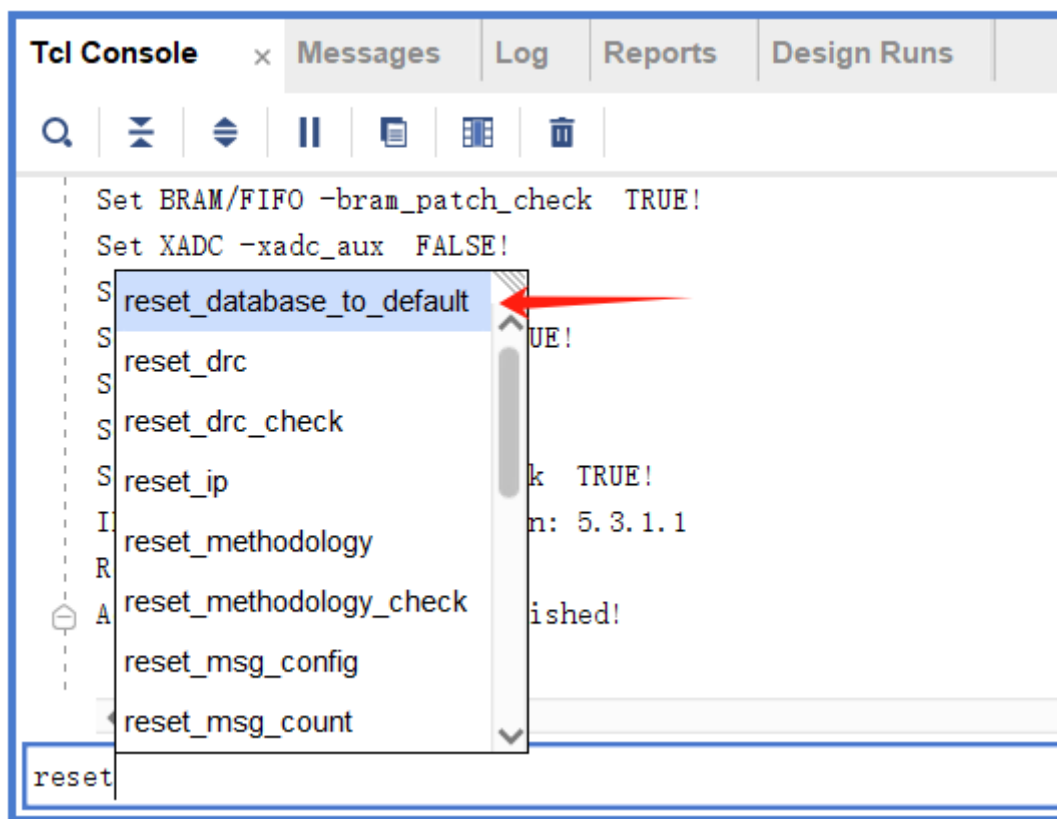 Tcl Console × Messages Log Reports Design Runs
Set BRAM/FIFO -bram_patch_check  TRUE!
Set XADC -xadc_aux  FALSE!
reset_database_to_default
UE!
reset_drc
reset_drc_check
k  TRUE!
reset_ip
n: 5.3.1.1
reset_methodology
reset_methodology_check
ished!
reset_msg_config
reset_msg_count
reset